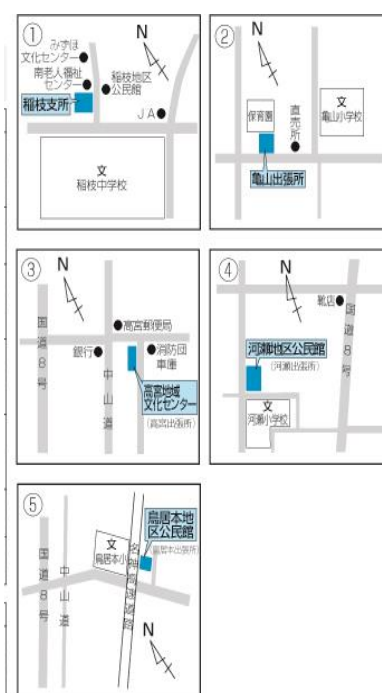 ①
N
みずほ
文化センター
南老人福祉
センター
稲枝地区
公民館
稲枝支所
JA
文
稲枝中学校
②
N
保育園
直売所
文
亀山小学校
亀山出張所
③
N
国道8号
高宮郵便局
銀行
中山道
消防団
車庫
高宮地域
文化センター
(高宮出張所)
④
N
靴店
国道8号
河瀬地区公民館
(河瀬出張所)
文
河瀬小学校
⑤
鳥居本地
区公民館
(鳥居本出張所)
文
鳥居本小
国道8号
中山道
名神高速道路
N